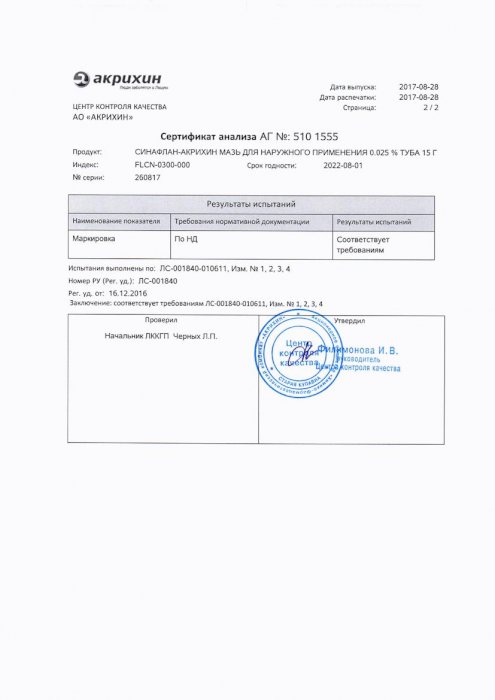 акрихин
Люди заботятся о Людях
ЦЕНТР КОНТРОЛЯ КАЧЕСТВА
АО «АКРИХИН»
Дата выпуска: 2017-08-28
Дата распечатки: 2017-08-28
Страница: 2 / 2
Сертификат анализа АГ №: 510 1555
Продукт: СИНАФЛАН-АКРИХИН МАЗЬ ДЛЯ НАРУЖНОГО ПРИМЕНЕНИЯ 0.025 % ТУБА 15 Г
Индекс: FLCN-0300-000 Срок годности: 2022-08-01
№ серии: 260817
Результаты испытаний
Наименование показателя Требования нормативной документации Результаты испытаний
Маркировка По НД Соответствует
требованиям
Испытания выполнены по: ЛС-001840-010611, Изм. № 1, 2, 3, 4
Номер РУ (Рег. уд.): ЛС-001840
Рег. уд. от: 16.12.2016
Заключение: соответствует требованиям ЛС-001840-010611, Изм. № 1, 2, 3, 4
Проверил Утвердил
Начальник ЛККГП Черных Л.П.
Центр
контроля
качества
СТАРАЯ КУПАВНА
Филимонова И.В.
Руководитель
Центра контроля качества